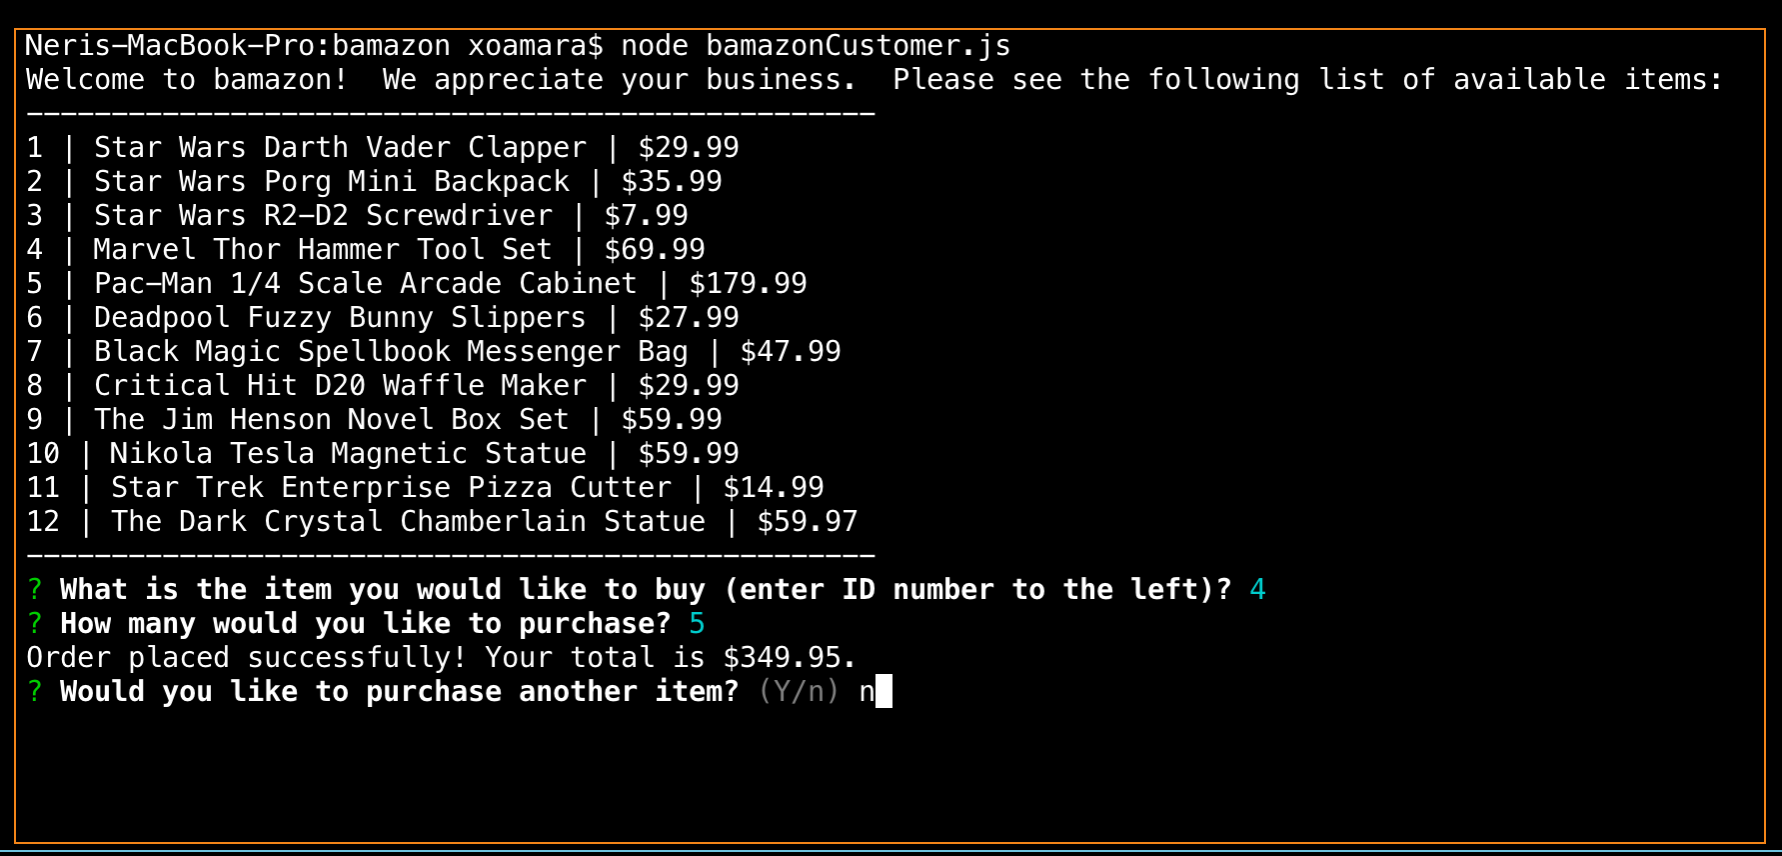 Neris-MacBook-Pro:bamazon xoamara$ node bamazonCustomer.js
Welcome to bamazon!  We appreciate your business.  Please see the following list of available items:
--------------------------------------------------
1 | Star Wars Darth Vader Clapper | $29.99
2 | Star Wars Porg Mini Backpack | $35.99
3 | Star Wars R2-D2 Screwdriver | $7.99
4 | Marvel Thor Hammer Tool Set | $69.99
5 | Pac-Man 1/4 Scale Arcade Cabinet | $179.99
6 | Deadpool Fuzzy Bunny Slippers | $27.99
7 | Black Magic Spellbook Messenger Bag | $47.99
8 | Critical Hit D20 Waffle Maker | $29.99
9 | The Jim Henson Novel Box Set | $59.99
10 | Nikola Tesla Magnetic Statue | $59.99
11 | Star Trek Enterprise Pizza Cutter | $14.99
12 | The Dark Crystal Chamberlain Statue | $59.97
--------------------------------------------------
? What is the item you would like to buy (enter ID number to the left)? 4
? How many would you like to purchase? 5
Order placed successfully! Your total is $349.95.
? Would you like to purchase another item? (Y/n) n